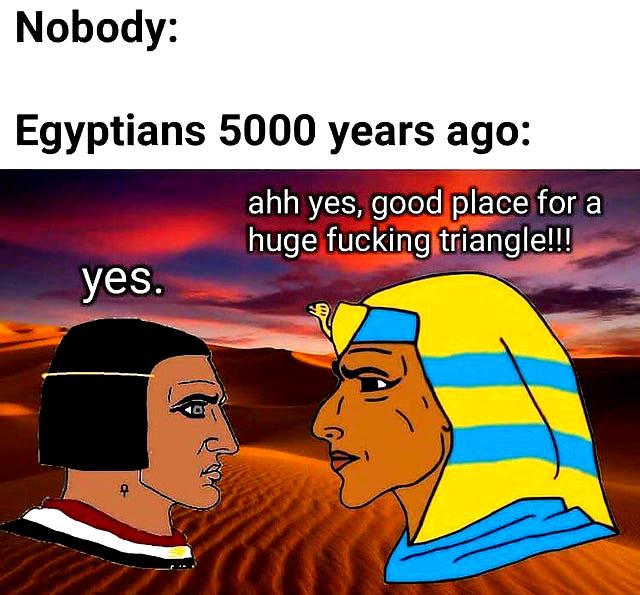 Nobody:
Egyptians 5000 years ago:
ahh yes, good place for a
huge fucking triangle!!!
yes.